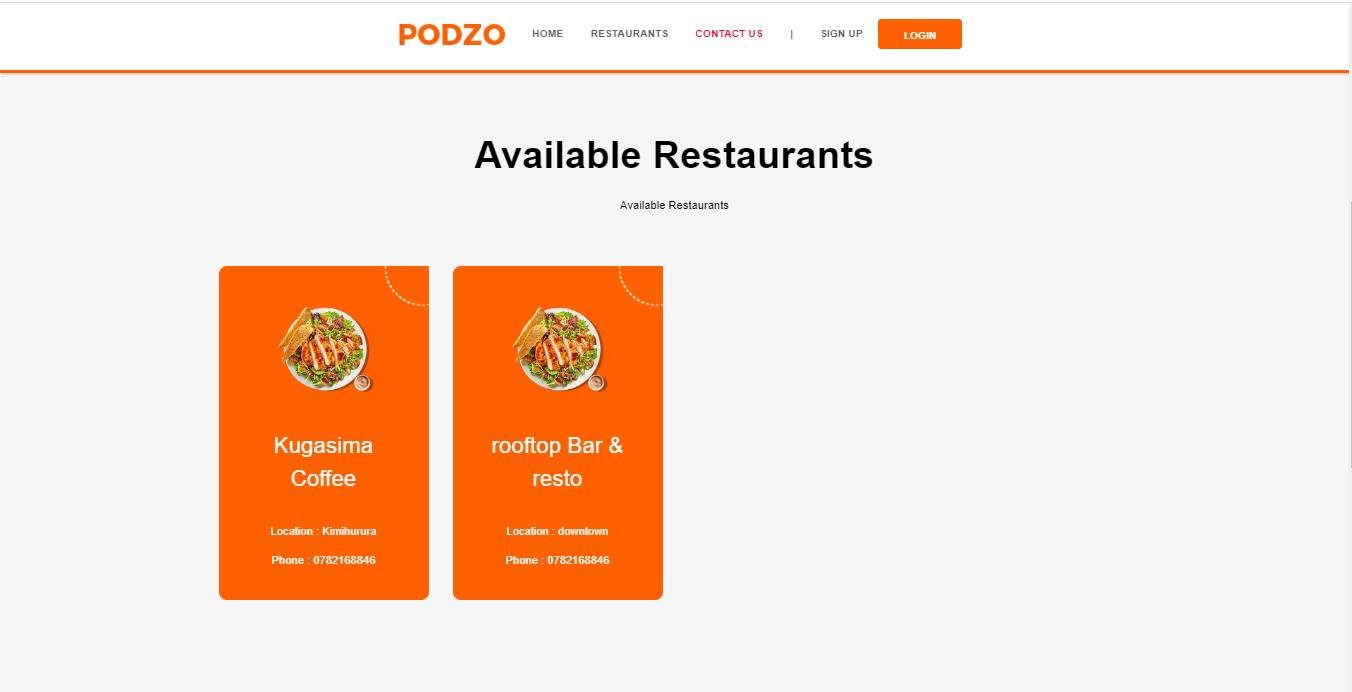 PODZO HOME RESTAURANTS CONTACT US | SIGN UP LOGIN
Available Restaurants
Available Restaurants
Kugasima
Coffee
Location : Kimihurura
Phone : 0782168846
rooftop Bar &
resto
Location : downtown
Phone : 0782168846